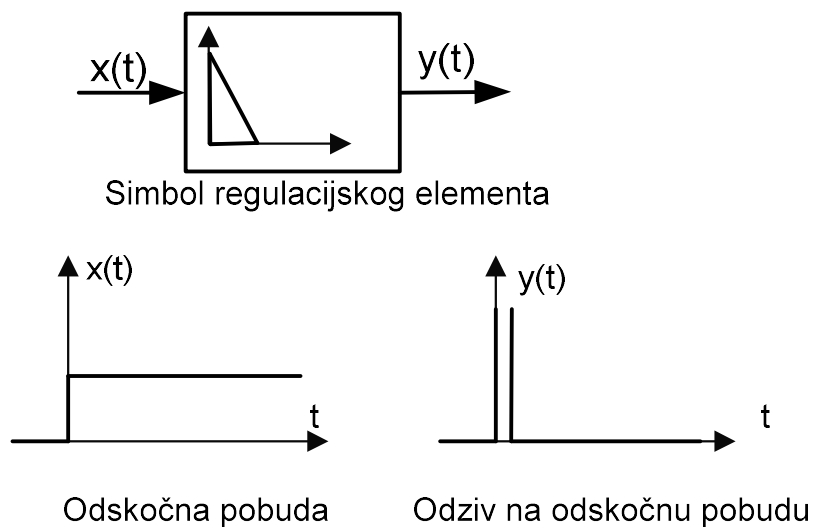 x(t)
y(t)
Simbol regulacijskog elementa
x(t)
t
y(t)
t
Odskočna pobuda
Odziv na odskočnu pobudu